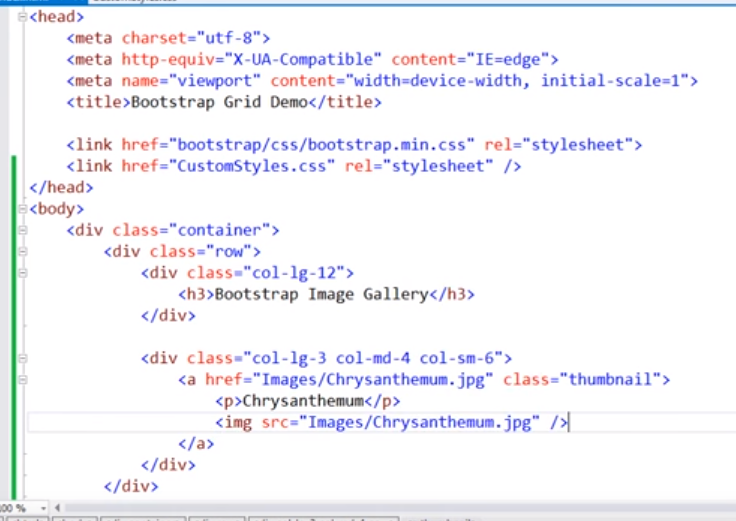 <head>
<meta charset="utf-8">
<meta http-equiv="X-UA-Compatible" content="IE=edge">
<meta name="viewport" content="width=device-width, initial-scale=1">
<title>Bootstrap Grid Demo</title>
<link href="bootstrap/css/bootstrap.min.css" rel="stylesheet">
<link href="CustomStyles.css" rel="stylesheet" />
</head>
<body>
<div class="container">
<div class="row">
<div class="col-lg-12">
<h3>Bootstrap Image Gallery</h3>
</div>
<div class="col-lg-3 col-md-4 col-sm-6">
<a href="Images/Chrysanthemum.jpg" class="thumbnail">
<p>Chrysanthemum</p>
<img src="Images/Chrysanthemum.jpg" />
</a>
</div>
</div>